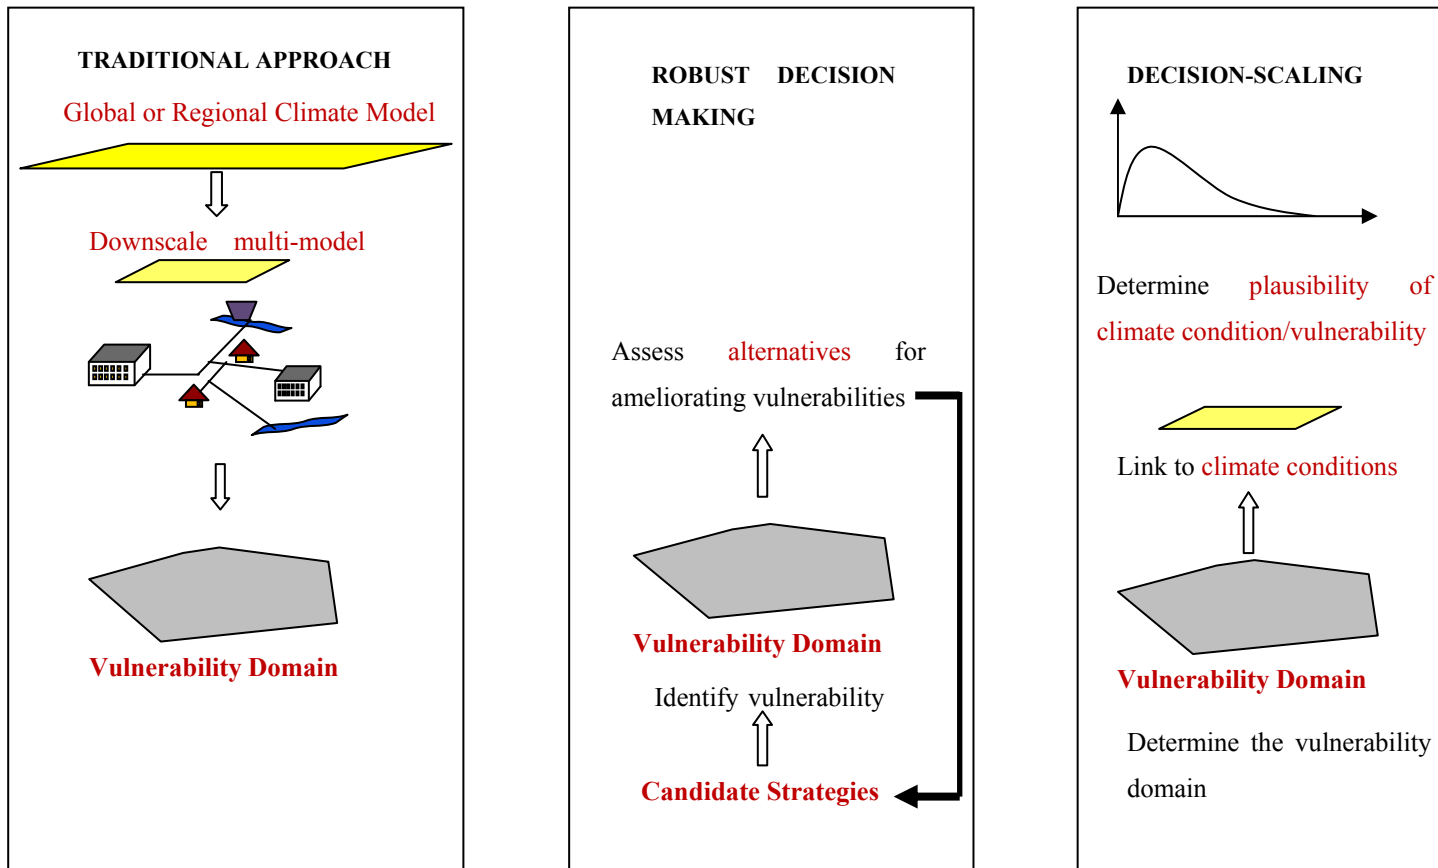 TRADITIONAL APPROACH
Global or Regional Climate Model
Downscale multi-model
Vulnerability Domain
ROBUST DECISION
MAKING
Assess alternatives for
ameliorating vulnerabilities
Vulnerability Domain
Identify vulnerability
Candidate Strategies
DECISION-SCALING
Determine plausibility of
climate condition/vulnerability
Link to climate conditions
Vulnerability Domain
Determine the vulnerability
domain